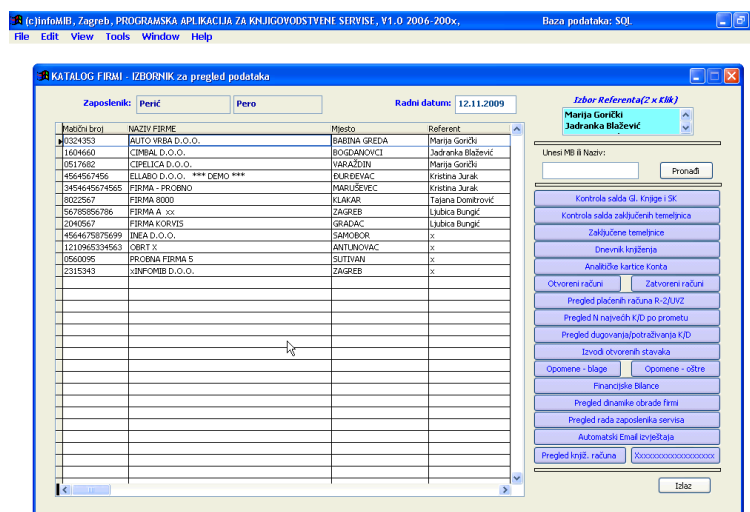 (c)infoMIB, Zagreb, PROGRAMSKA APLIKACIJA ZA KNJIGOVODSTVENE SERVISE, V1.0 2006-200x, Baza podataka: SQL
File Edit View Tools Window Help
KATALOG FIRMI - IZBORNIK za pregled podataka
Zaposlenik: Perić Pero Radni datum: 12.11.2009
Izbor Referenta(2 x Klik)
Marija Gorički
Jadranka Blažević
Matični broj NAZIV FIRME Mjesto Referent
0324353 AUTO VRBA D.O.O. BABINA GREDA Marija Gorički
1604660 CIMBAL D.O.O. BOGDANOVCI Jadranka Blažević
0517682 CIPELICA D.O.O. VARAŽDIN Marija Gorički
4564567456 ELLABO D.O.O. *** DEMO *** ĐURĐEVAC Kristina Jurak
3454645674565 FIRMA - PROBNO MARUŠEVEC Kristina Jurak
8022567 FIRMA 8000 KLAKAR Tajana Domitrović
56785856786 FIRMA A xx ZAGREB Ljubica Bungić
2040567 FIRMA KORVIS GRADAC Ljubica Bungić
4564675875699 INEA D.O.O. SAMOBOR x
1210965334563 OBRT X ANTUNOVAC x
0560095 PROBNA FIRMA 5 SUTIVAN x
2315343 xINFOMIB D.O.O. ZAGREB x
Unesi MB ili Naziv:
Pronađi
Kontrola salda Gl. Knjige i SK
Kontrola salda zaključenih temeljnica
Zaključene temeljnice
Dnevnik knjiženja
Analitičke kartice Konta
Otvoreni računi Zatvoreni računi
Pregled plaćenih računa R-2/UVZ
Pregled N najvećih K/D po prometu
Pregled dugovanja/potraživanja K/D
Izvodi otvorenih stavaka
Opomene - blage Opomene - oštre
Financijske Bilance
Pregled dinamike obrade firmi
Pregled rada zaposlenika servisa
Automatski Email izvještaja
Pregled knjiž. računa Xxxxxxxxxxxxxxxxxx
Izlaz